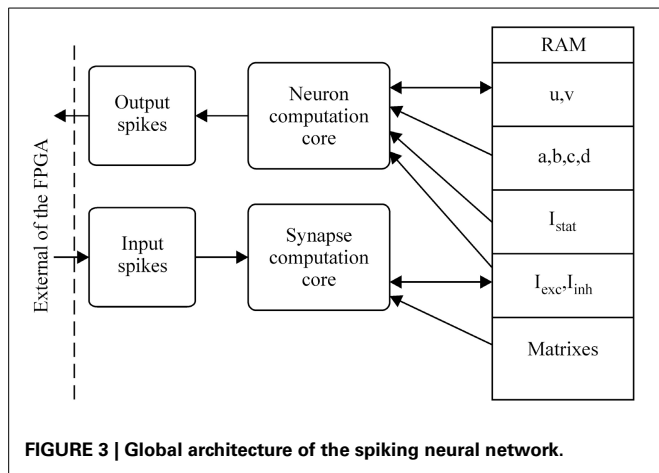 RAM
External of the FPGA
Output
spikes
Neuron
computation
core
u,v
a,b,c,d
I_stat
Input
spikes
Synapse
computation
core
I_exc,I_inh
Matrixes
FIGURE 3 | Global architecture of the spiking neural network.